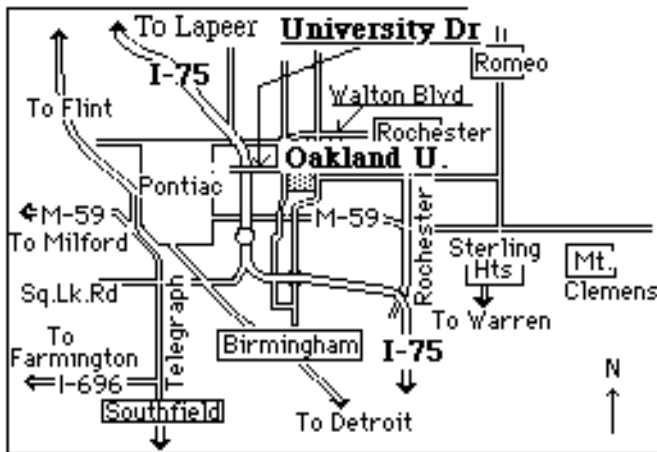 To Lapeer
University Dr
I-75
Romeo
To Flint
Walton Blvd
Rochester
Oakland U.
Pontiac
M-59
M-59
To Milford
Rochester
Sterling
Hts
Mt.
Clemens
Sq.Lk.Rd
Telegraph
To Warren
To
Farmington
Birmingham
I-75
I-696
N
Southfield
To Detroit